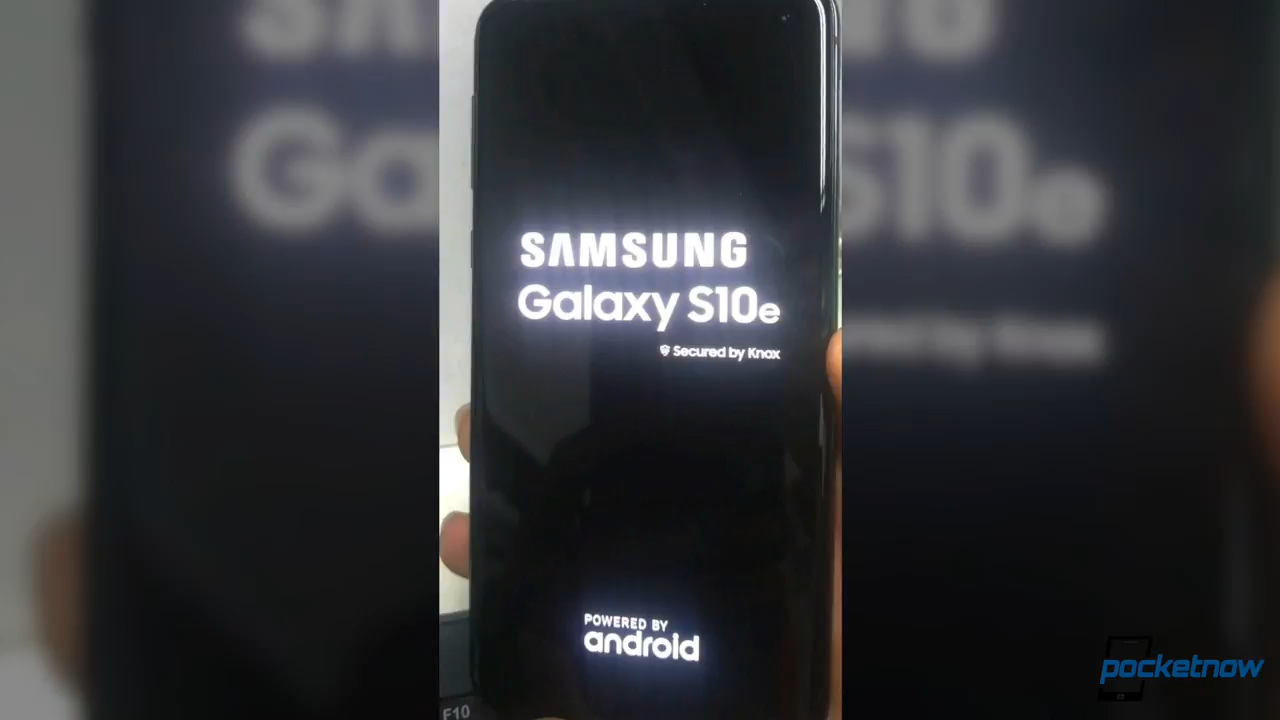 SAMSUNG
Galaxy S10e
Secured by Knox
POWERED BY
android
F10
pocketnow